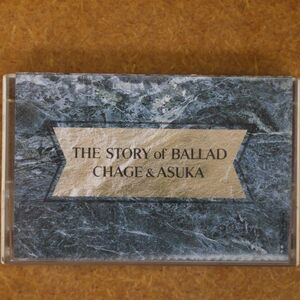 THE STORY of BALLAD
CHAGE & ASUKA